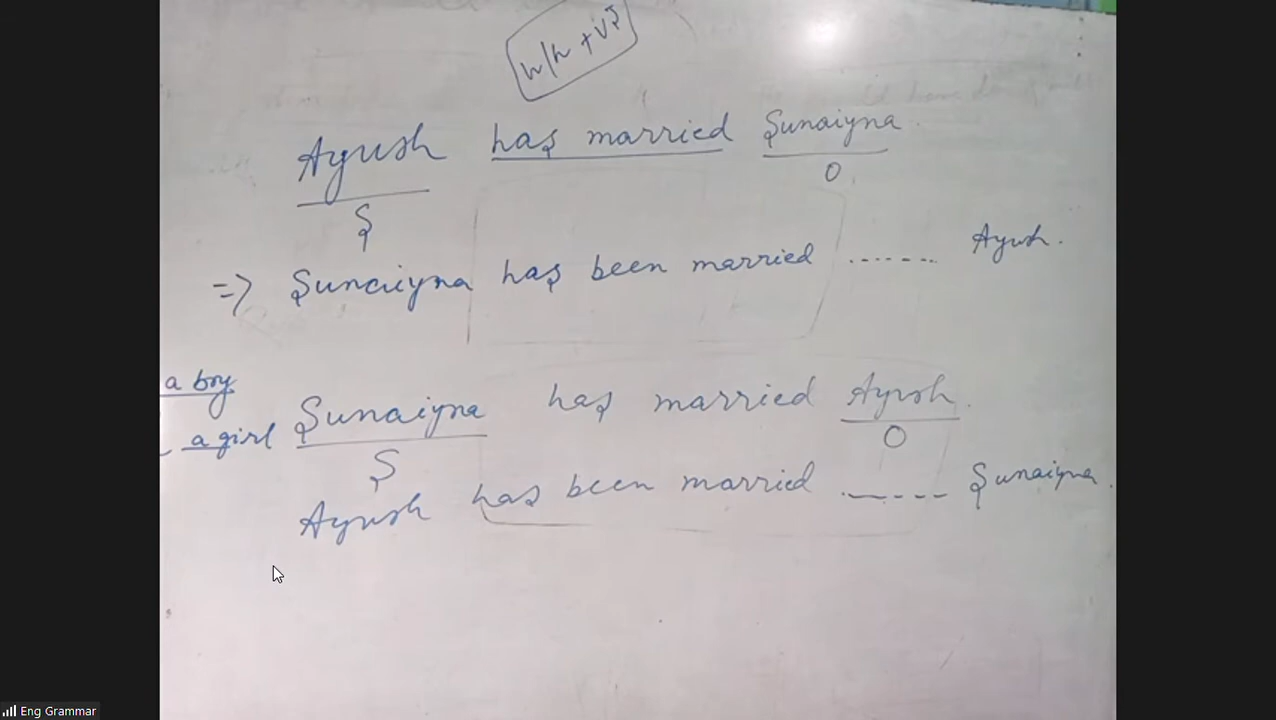 h/h + V3
Ayush has married Sunaiyna.
S O
=> Sunaiyna has been married ....... Ayush.
a boy
a girl
Sunaiyna has married Ayush.
S O
Ayush has been married ....... Sunaiyna.
Eng Grammar